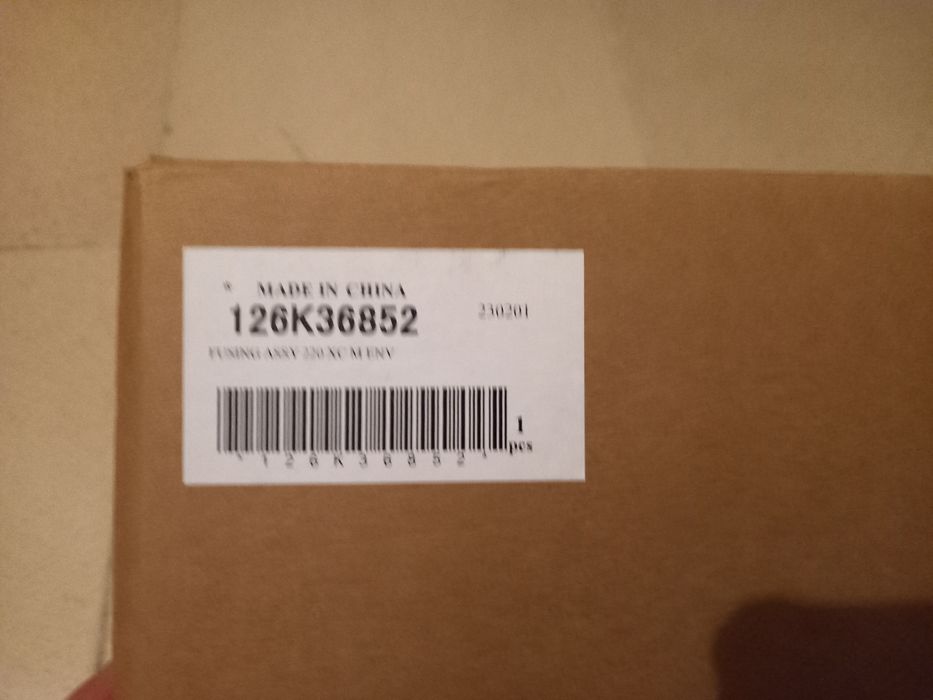 * MADE IN CHINA
126K36852
230201
FUSING ASSY 220 XC M ENV
1
pcs
*126K36852*